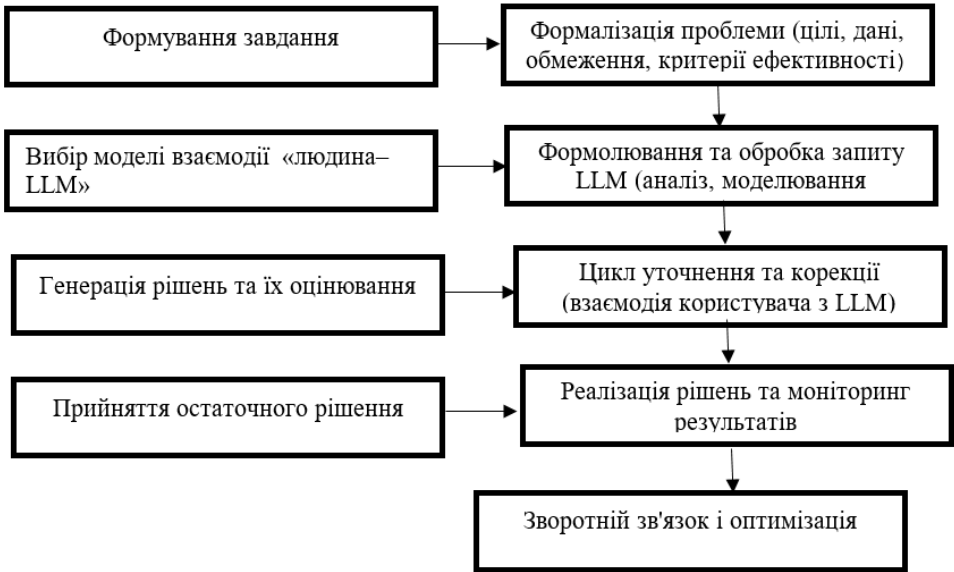 Формування завдання
Формалізація проблеми (цілі, дані,
обмеження, критерії ефективності)
Вибір моделі взаємодії «людина–
LLM»
Формолювання та обробка запиту
LLM (аналіз, моделювання
Генерація рішень та їх оцінювання
Цикл уточнення та корекції
(взаємодія користувача з LLM)
Прийняття остаточного рішення
Реалізація рішень та моніторинг
результатів
Зворотній зв'язок і оптимізація